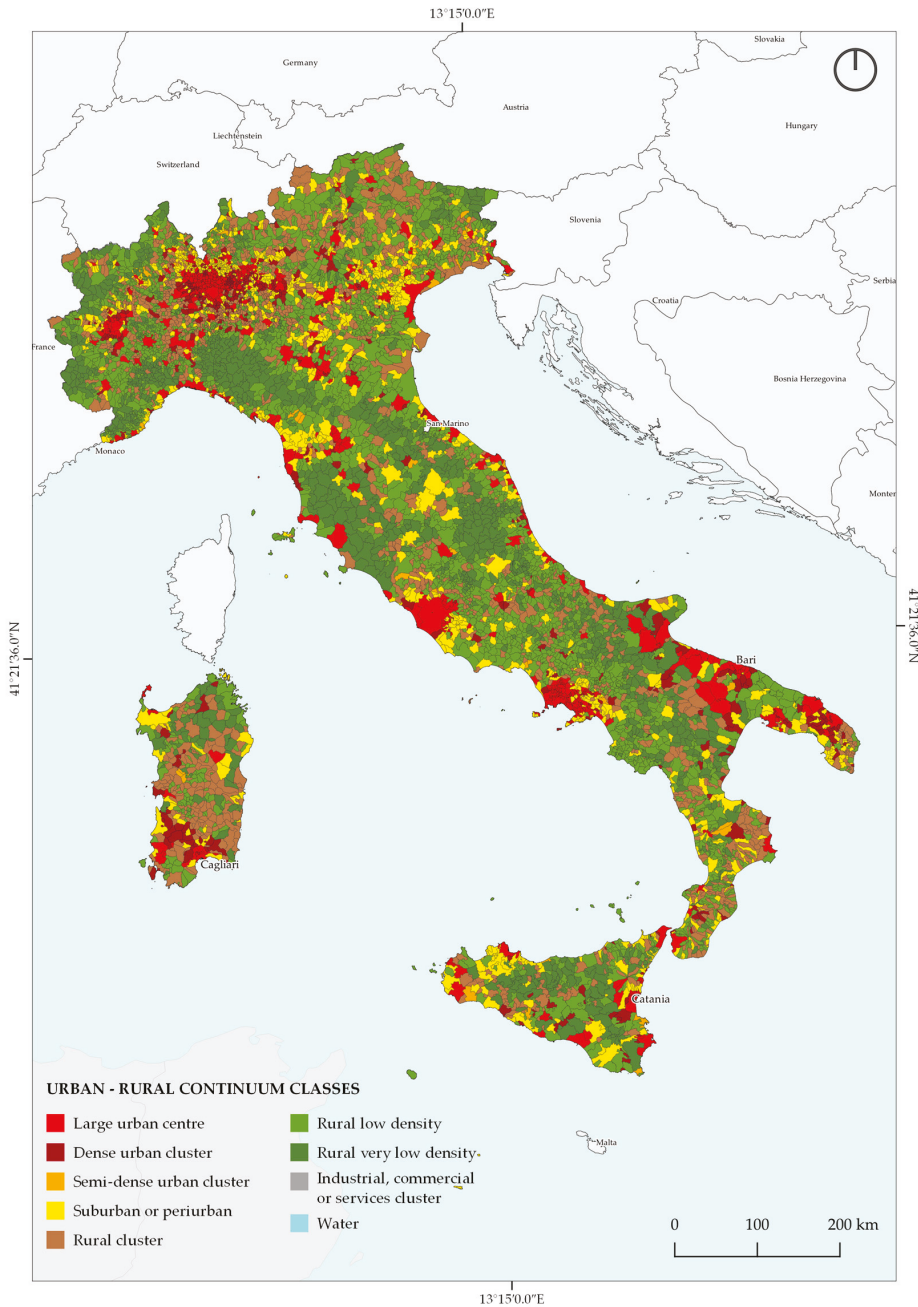 13°15'0.0"E
Slovakia
Germany
Austria
Hungary
Liechtenstein
Switzerland
Slovenia
Serbia
Croatia
France
Bosnia Herzegovina
San Marino
Monaco
Monter
41°21'36.0"N
41°21'36.0"N
Bari
Cagliari
Catania
URBAN - RURAL CONTINUUM CLASSES
Large urban centre
Dense urban cluster
Semi-dense urban cluster
Suburban or periurban
Rural cluster
Rural low density
Rural very low density
Industrial, commercial
or services cluster
Water
Malta
0 100 200 km
13°15'0.0"E